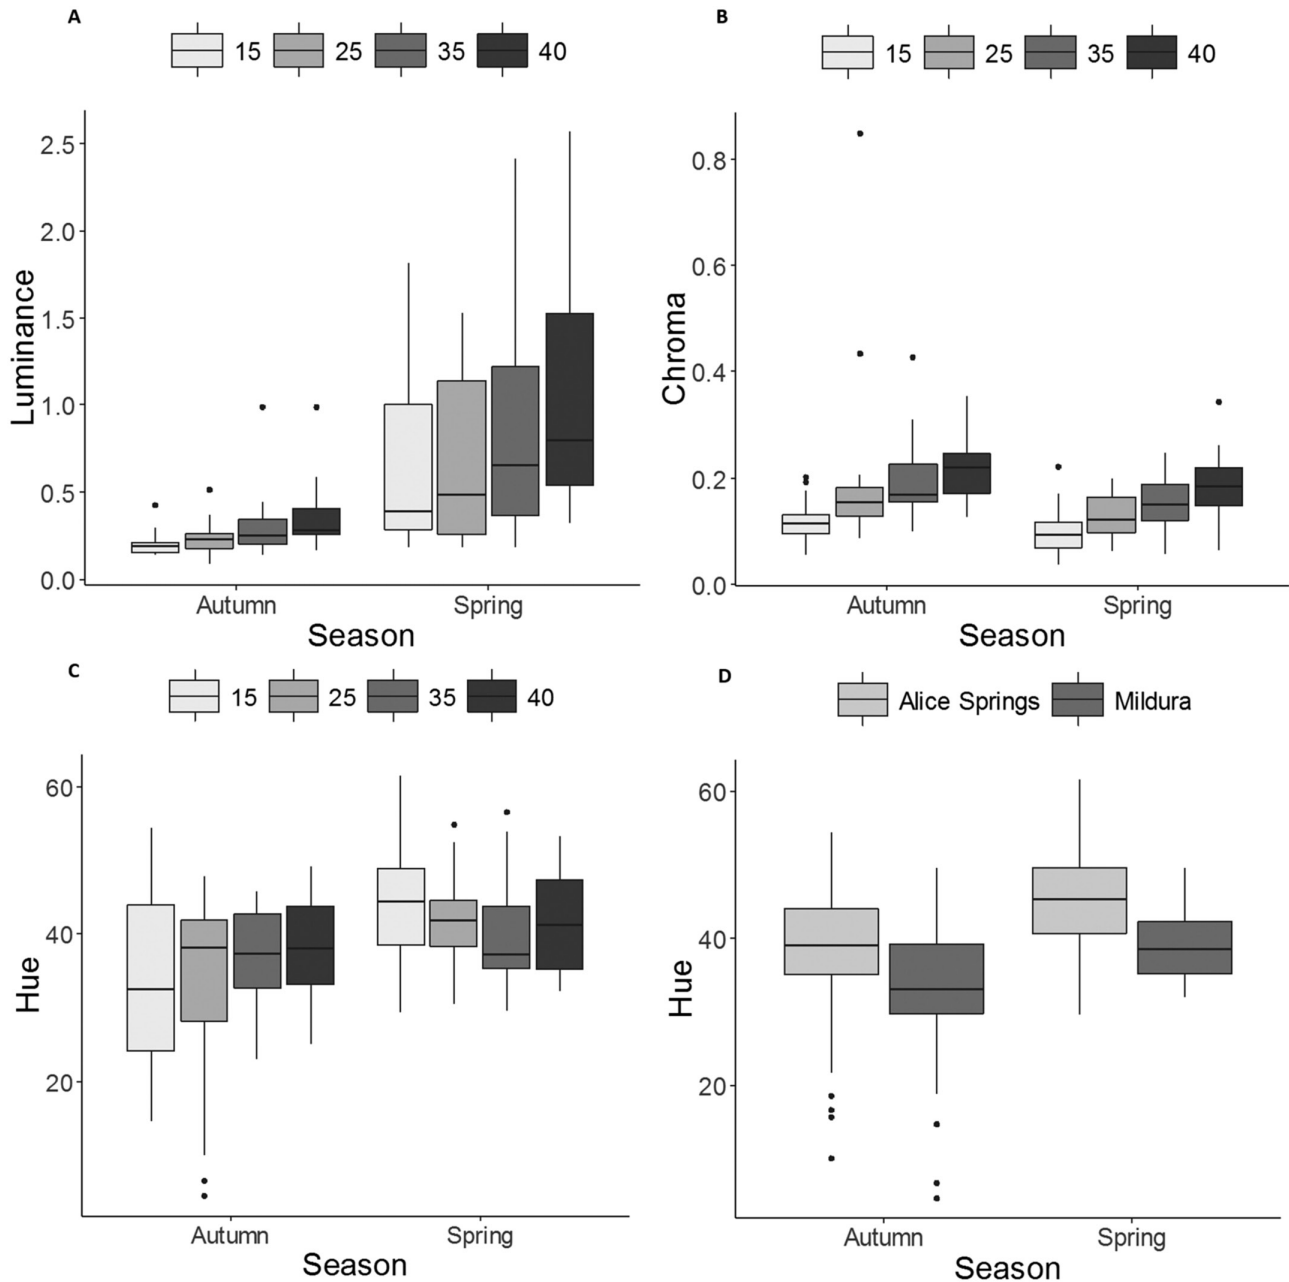 A
15 25 35 40
2.5
2.0
1.5
1.0
0.5
0.0
Luminance
Autumn Spring
Season
B
15 25 35 40
0.8
0.6
0.4
0.2
0.0
Chroma
Autumn Spring
Season
C
15 25 35 40
60
40
20
Hue
Autumn Spring
Season
D
Alice Springs Mildura
60
40
20
Hue
Autumn Spring
Season